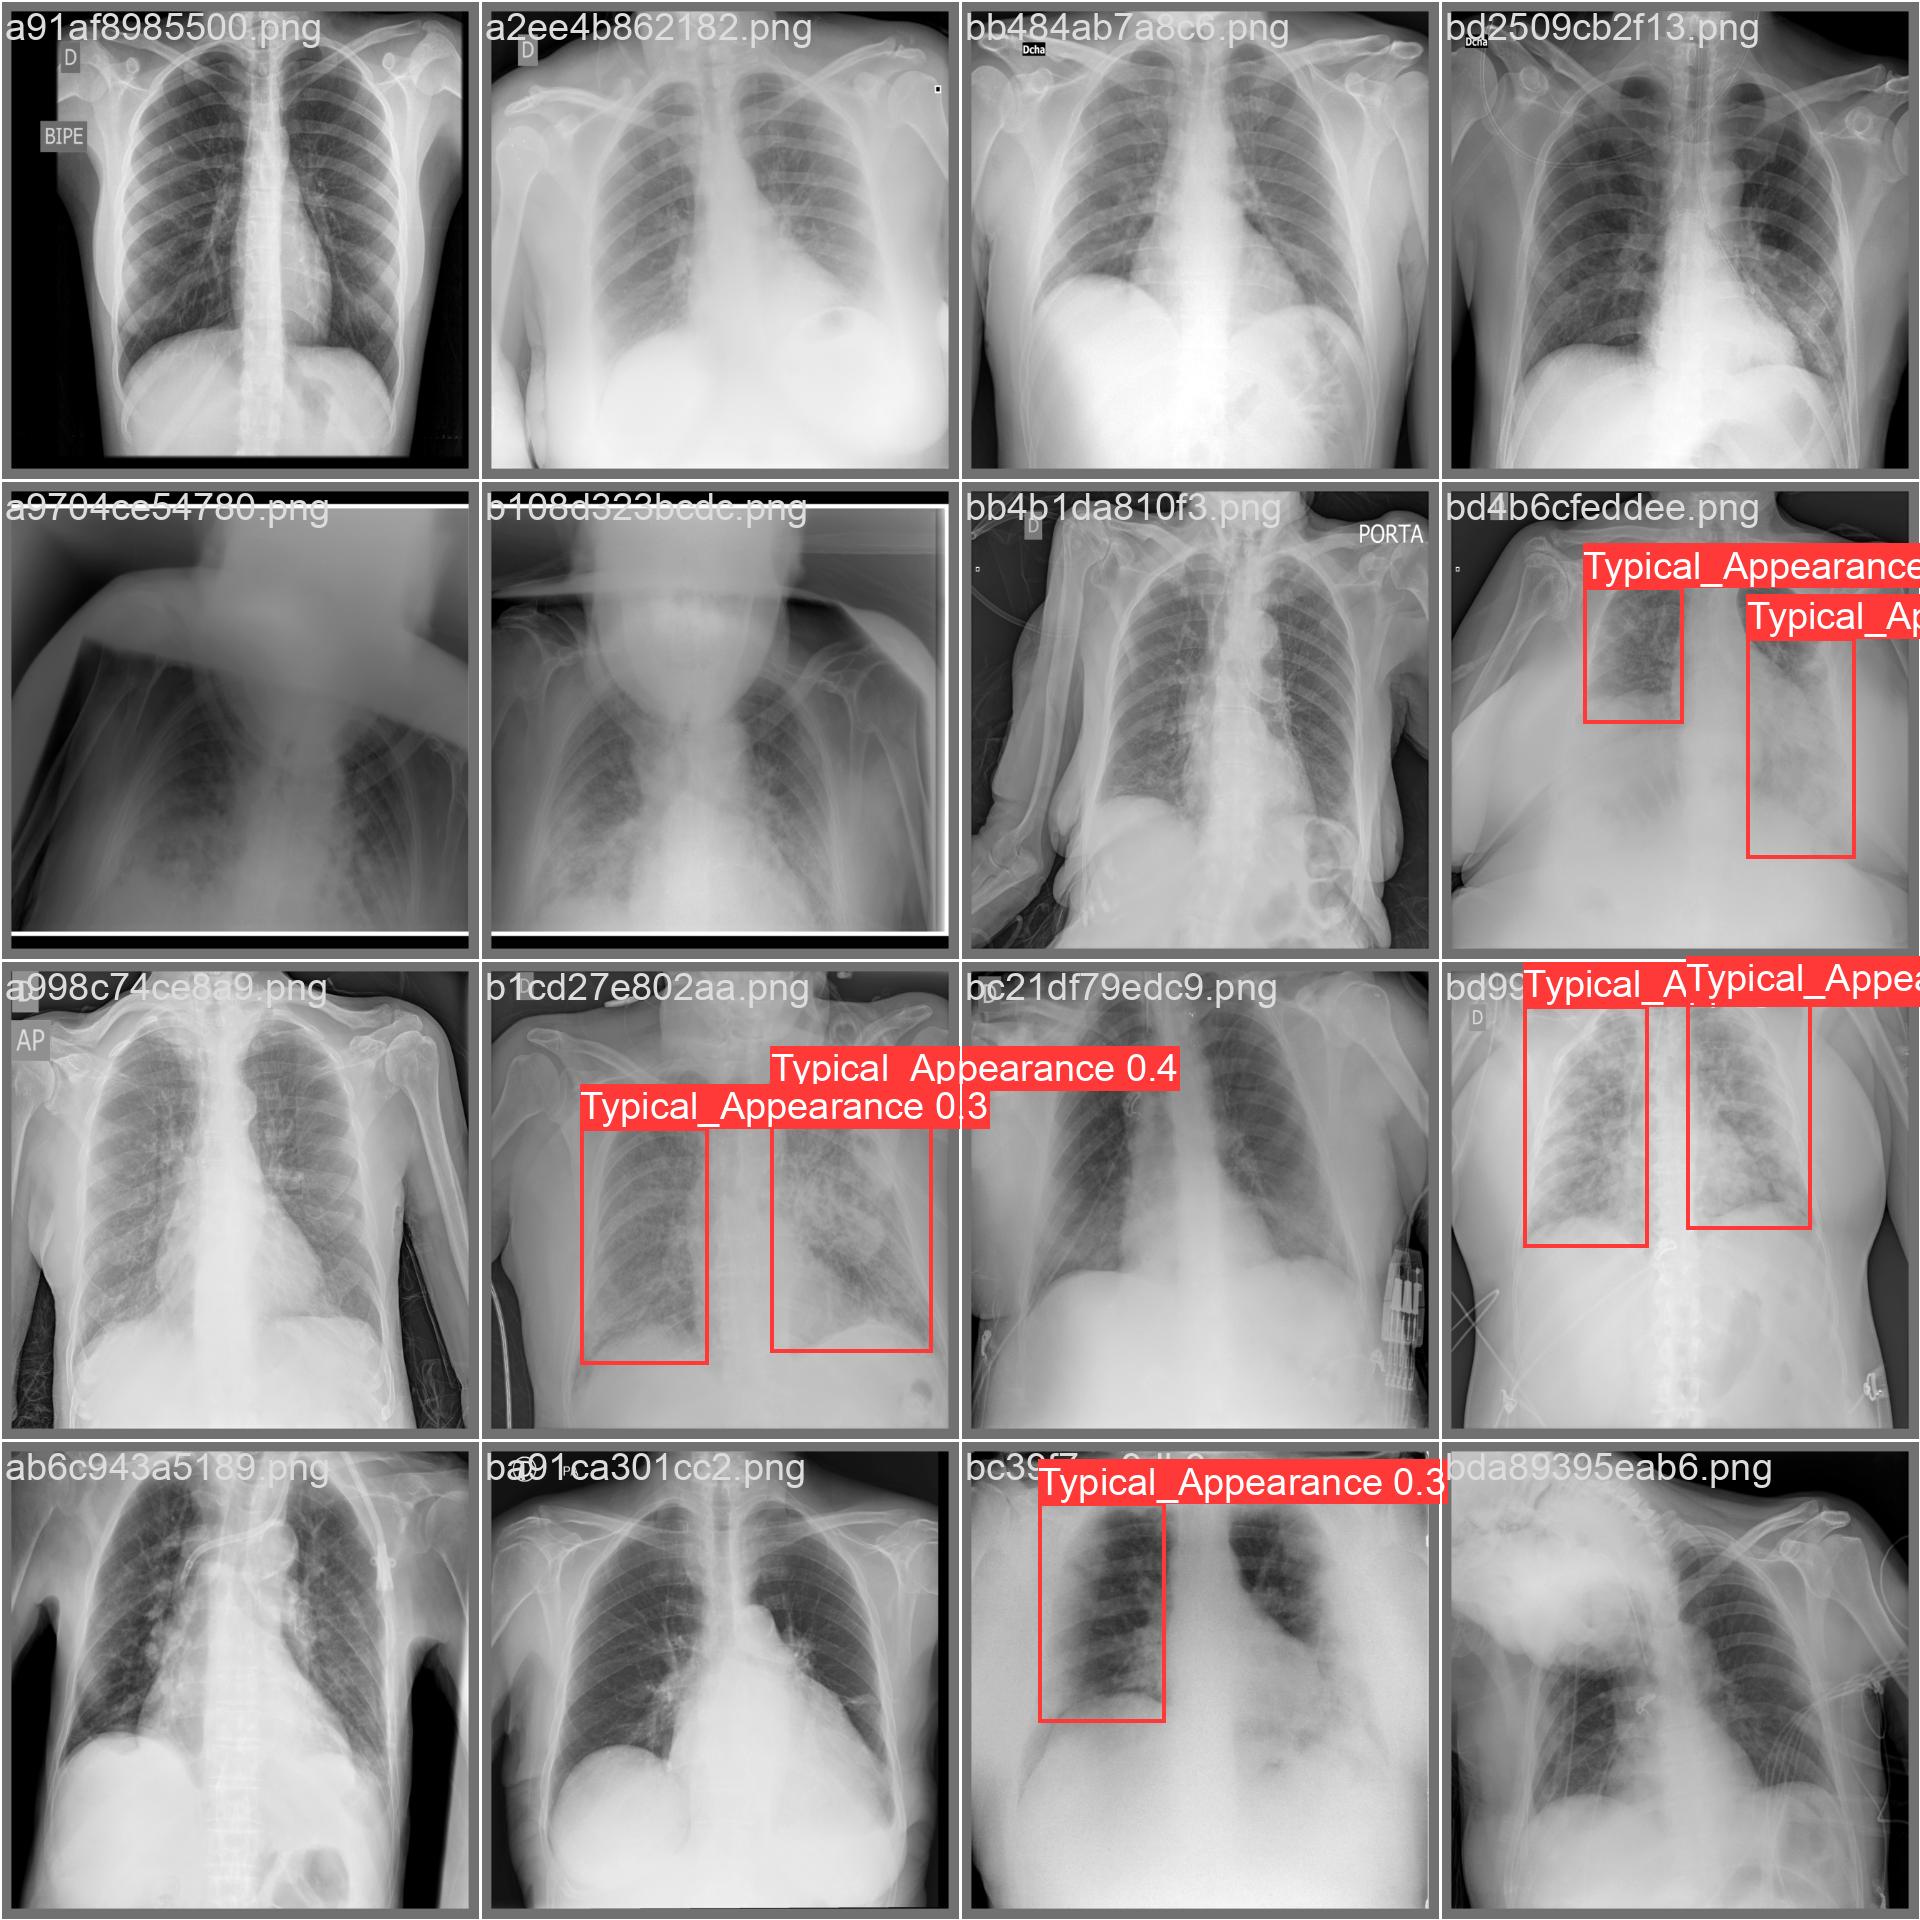 a91af8985500.png
D
BIPE
a2ee4b862182.png
D
bb484ab7a8c6.png
Dcha
bd2509cb2f13.png
Dcha
a9704ce54780.png
b108d323bcdc.png
bb4b1da810f3.png
D
PORTA
bd4b6cfeddee.png
Typical_Appearance
Typical_Ap
a998c74ce8a9.png
AP
b1cd27e802aa.png
D
Typical_Appearance 0.4
Typical_Appearance 0.3
bc21df79edc9.png
D
bd99
Typical_A
Typical_Appea
D
ab6c943a5189.png
ba91ca301cc2.png
bc39f7
Typical_Appearance 0.3
bda89395eab6.png